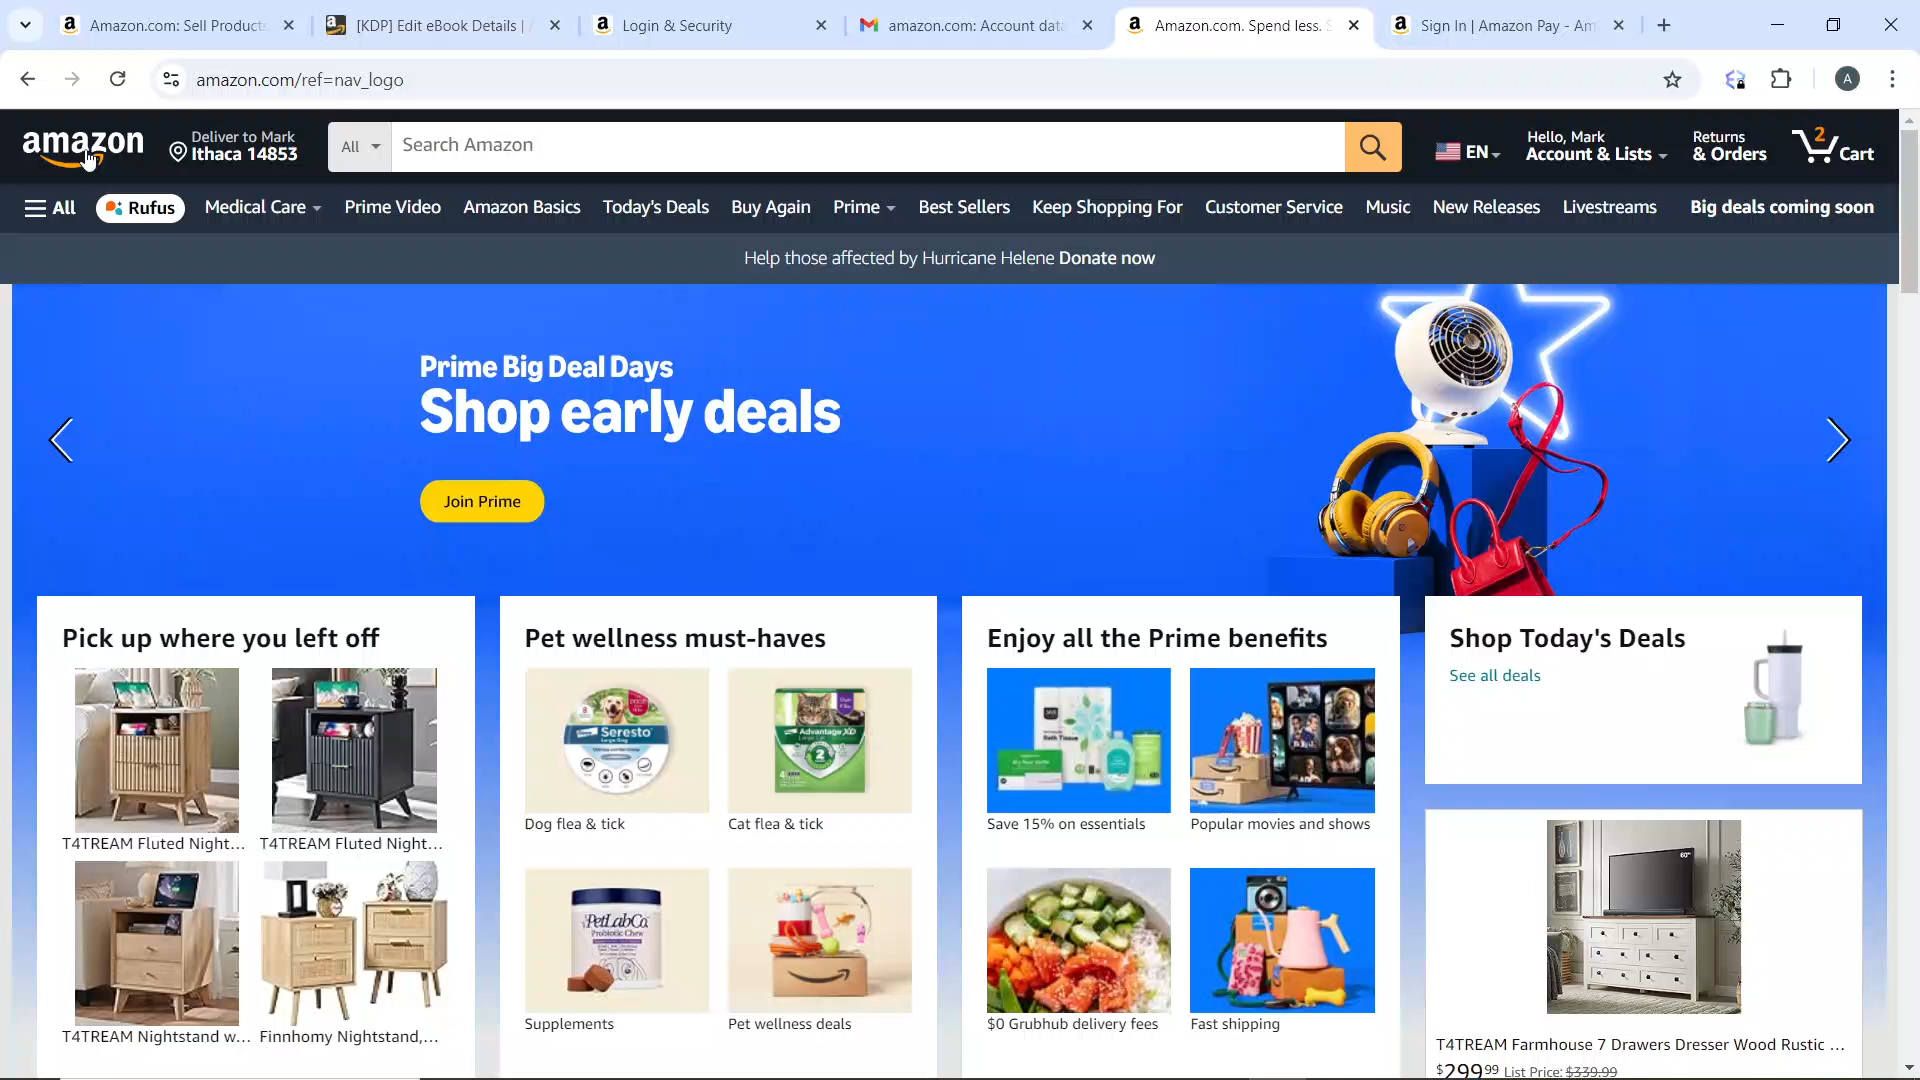 Amazon.com: Sell Products
[KDP] Edit eBook Details |
Login & Security
amazon.com: Account data
Amazon.com. Spend less. S
Sign In | Amazon Pay - Am
amazon.com/ref=nav_logo
A
amazon
Deliver to Mark
Ithaca 14853
All
Search Amazon
EN
Hello, Mark
Account & Lists
Returns
& Orders
2
Cart
All
Rufus
Medical Care
Prime Video
Amazon Basics
Today's Deals
Buy Again
Prime
Best Sellers
Keep Shopping For
Customer Service
Music
New Releases
Livestreams
Big deals coming soon
Help those affected by Hurricane Helene Donate now
Prime Big Deal Days
Shop early deals
Join Prime
Pick up where you left off
T4TREAM Fluted Night...
T4TREAM Fluted Night...
T4TREAM Nightstand w...
Finnhomy Nightstand,...
Pet wellness must-haves
Seresto
Dog flea & tick
Advantage XD
2
Cat flea & tick
PetLabCo.
Probiotic Chew
Supplements
Pet wellness deals
Enjoy all the Prime benefits
Save 15% on essentials
Popular movies and shows
$0 Grubhub delivery fees
Fast shipping
Shop Today's Deals
See all deals
60"
T4TREAM Farmhouse 7 Drawers Dresser Wood Rustic ...
$299.99 List Price: $339.99